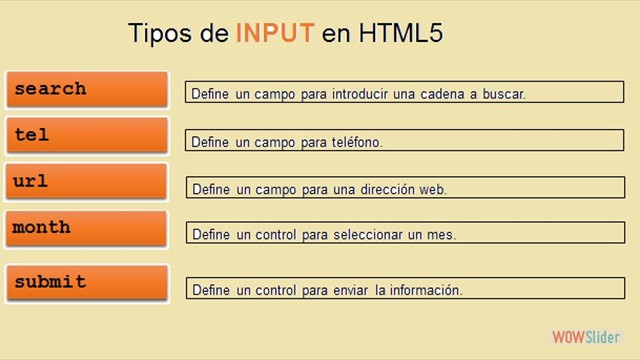 Tipos de INPUT en HTML5
search
Define un campo para introducir una cadena a buscar.
tel
Define un campo para teléfono.
url
Define un campo para una dirección web.
month
Define un control para seleccionar un mes.
submit
Define un control para enviar la información.
WOWSlider